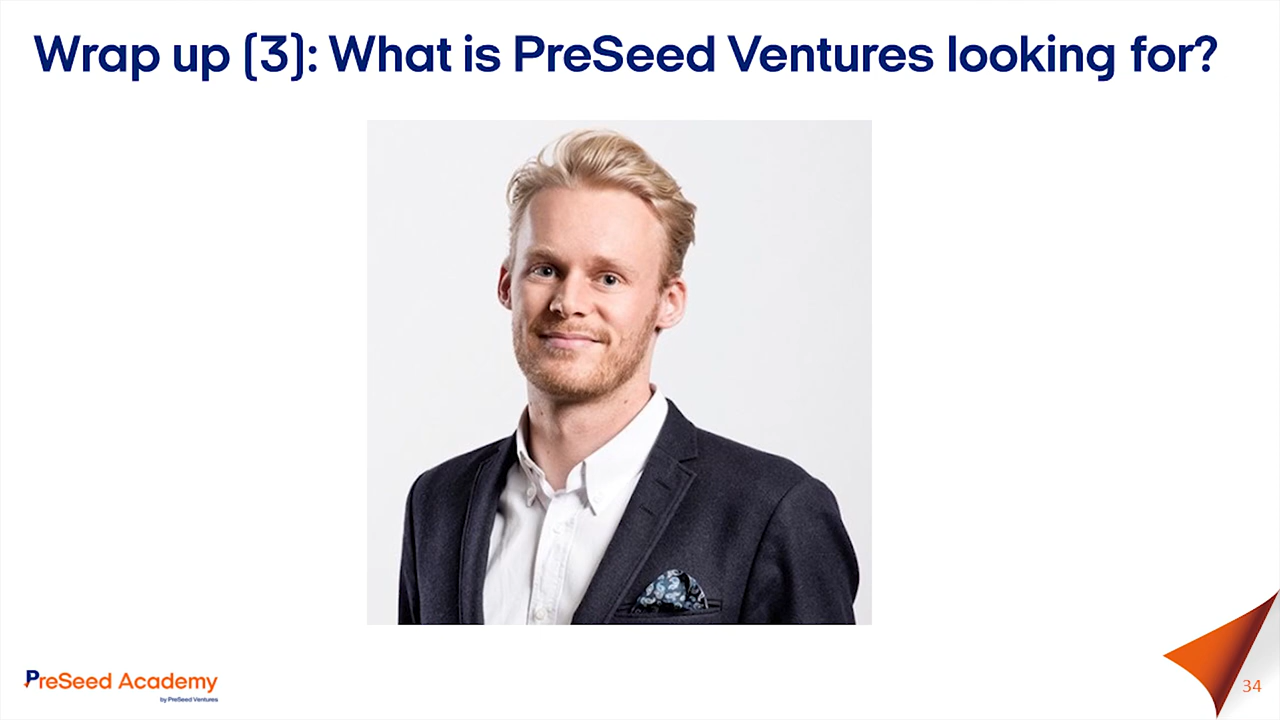 Wrap up (3): What is PreSeed Ventures looking for?
PreSeed Academy
by PreSeed Ventures
34